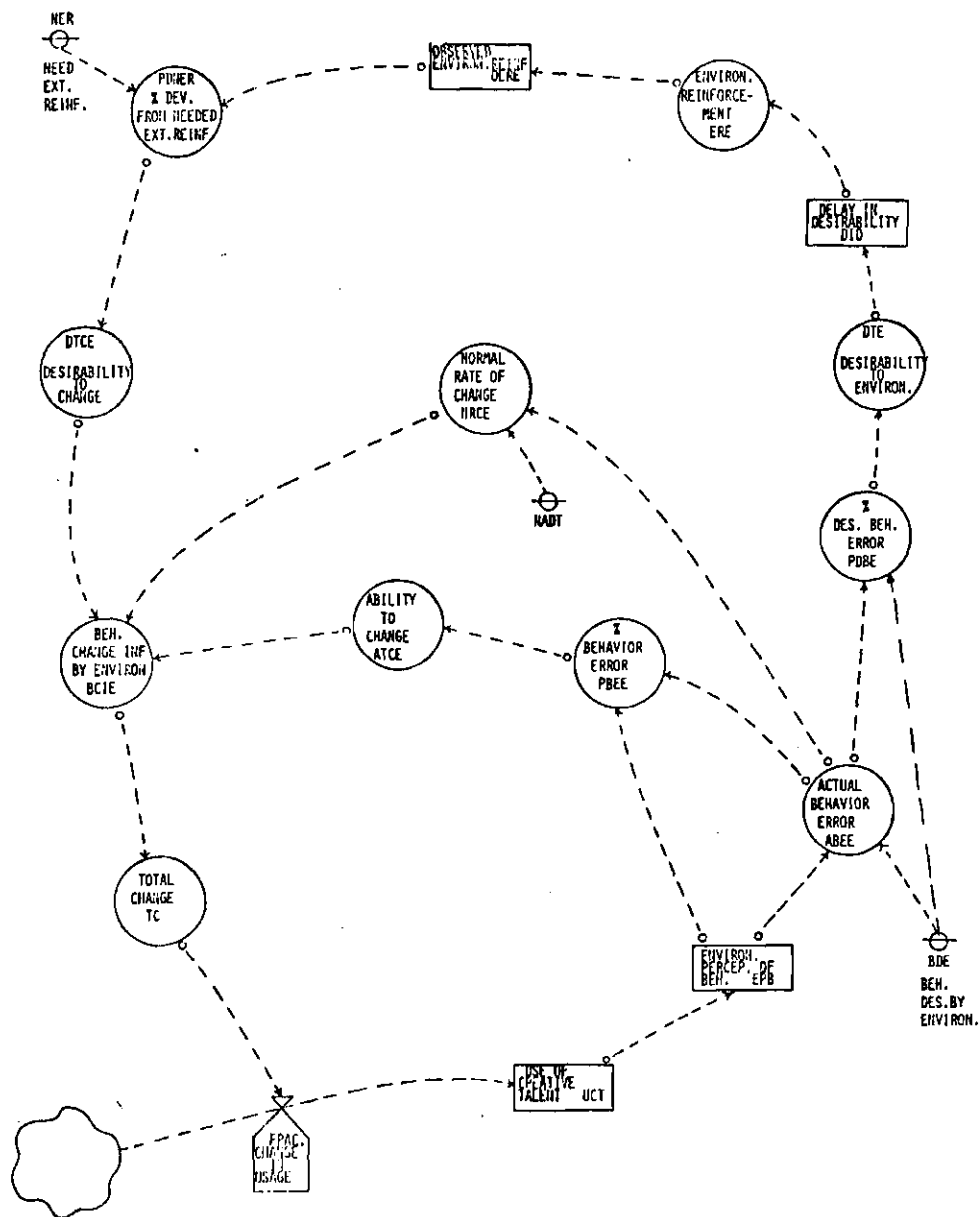 NER
NEED
EXT.
REINF.
POWER
% DEV.
FROM NEEDED
EXT.REINF
OBSERVED
ENVIRON.REINF
OERE
ENVIRON.
REINFORCE-
MENT
ERE
DELAY IN
DESIRABILITY
DID
DTCE
DESIRABILITY
TO
CHANGE
NORMAL
RATE OF
CHANGE
NRCE
DTE
DESIRABILITY
TO
ENVIRON.
NADT
%
DES. BEH.
ERROR
PDBE
BEH.
CHANGE INF
BY ENVIRON
BCIE
ABILITY
TO
CHANGE
ATCE
%
BEHAVIOR
ERROR
PBEE
ACTUAL
BEHAVIOR
ERROR
ABEE
TOTAL
CHANGE
TC
ENVIRON.
PERCEP. OF
BEH. EPB
BDE
BEH.
DES.BY
ENVIRON.
USE OF
CREATIVE
TALENT UCT
CHANGE
USAGE